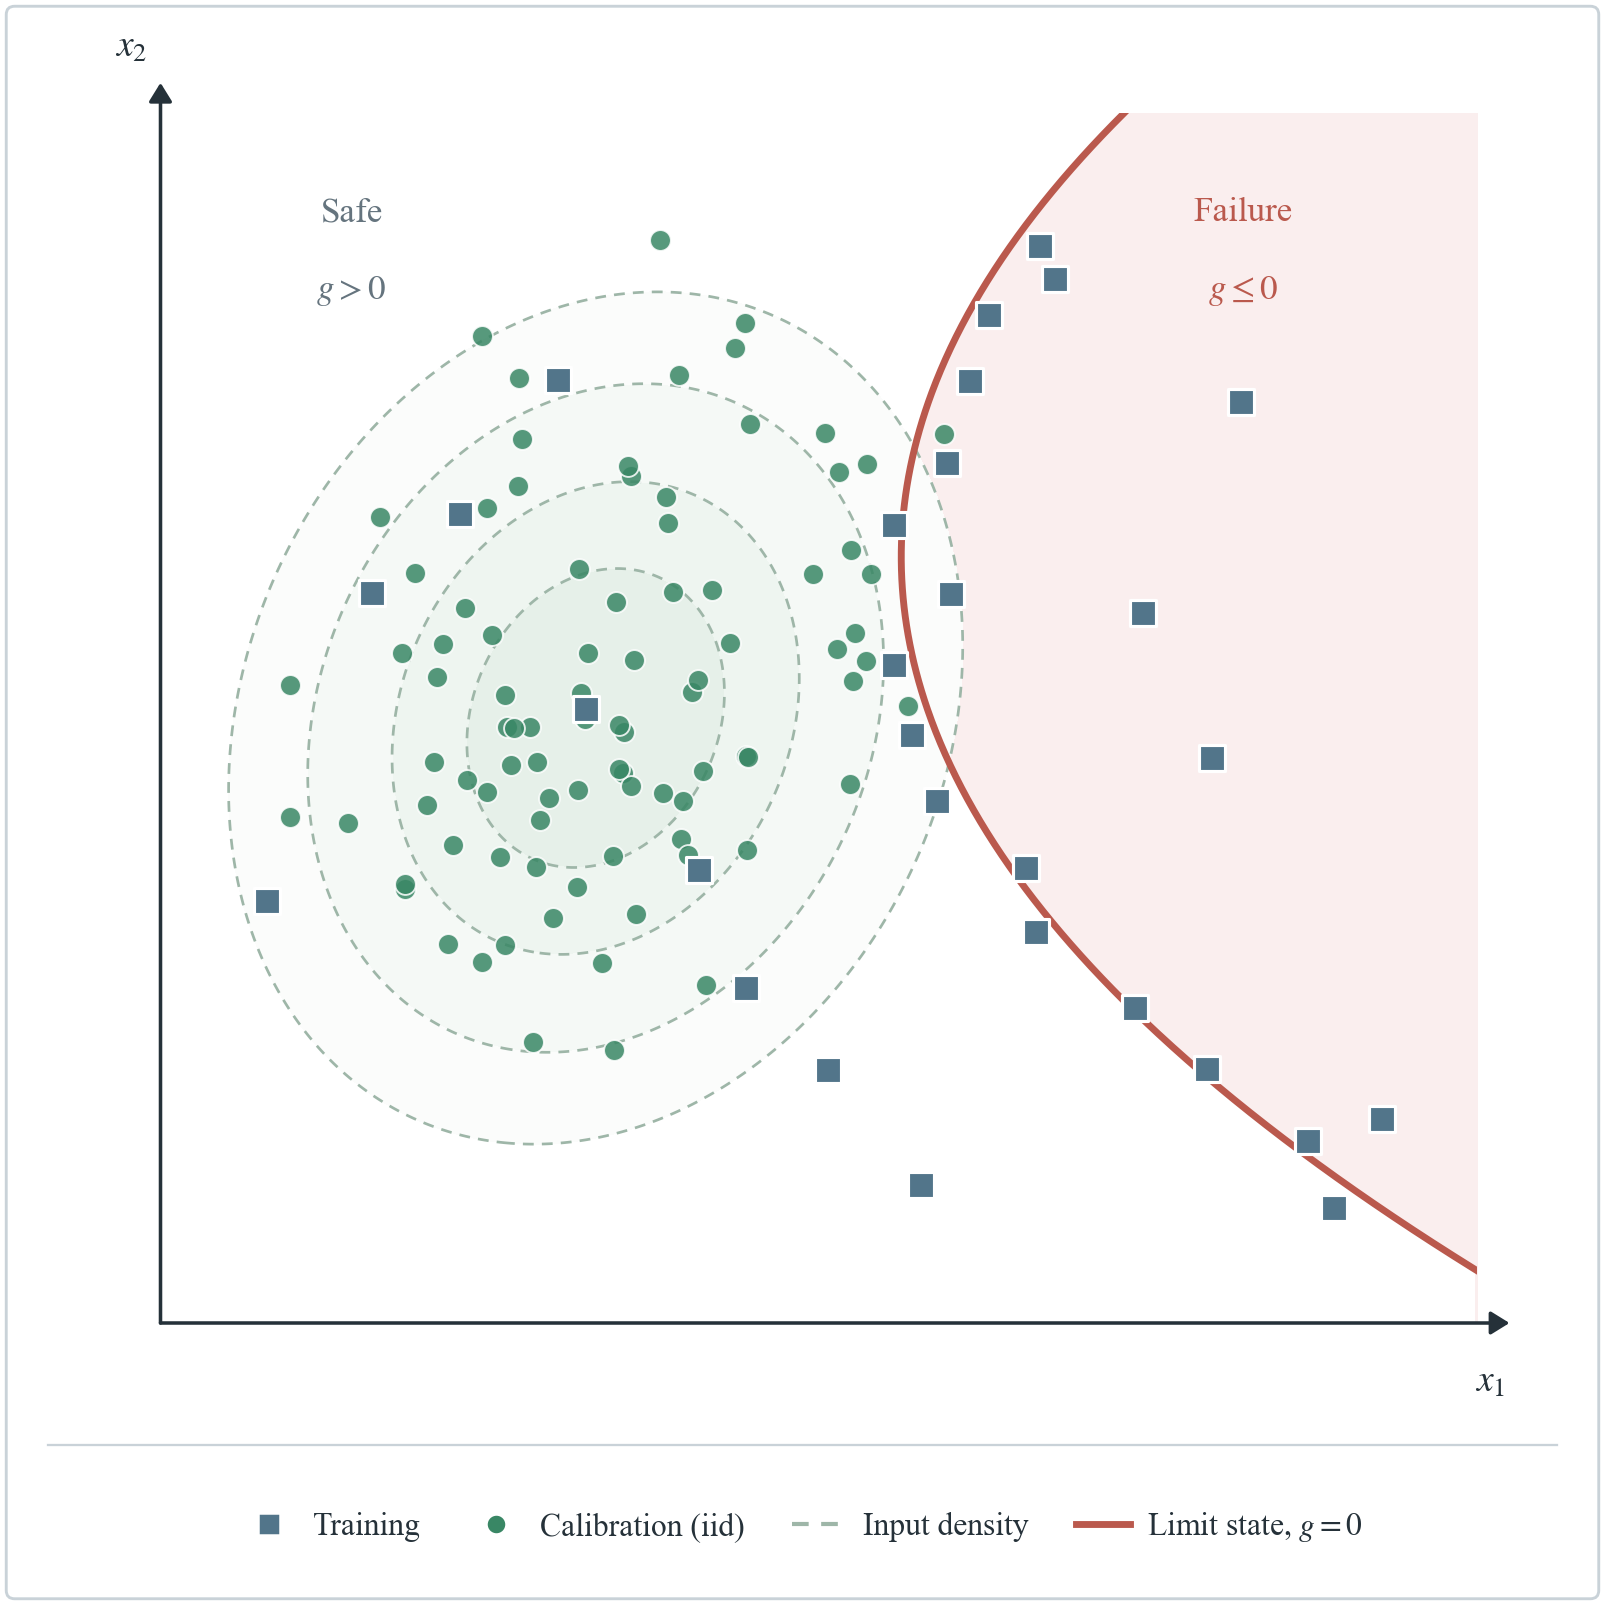 x₂
Safe
g > 0
Failure
g ≤ 0
x₁
Training
Calibration (iid)
Input density
Limit state, g = 0